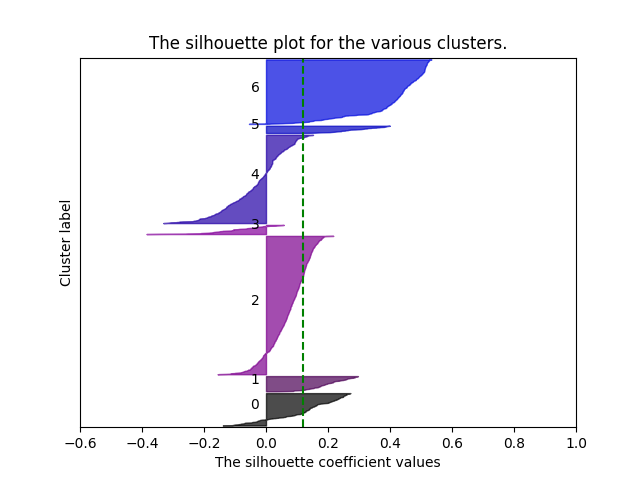 The silhouette plot for the various clusters.
6
5
4
3
2
1
0
Cluster label
−0.6 −0.4 −0.2 0.0 0.2 0.4 0.6 0.8 1.0
The silhouette coefficient values